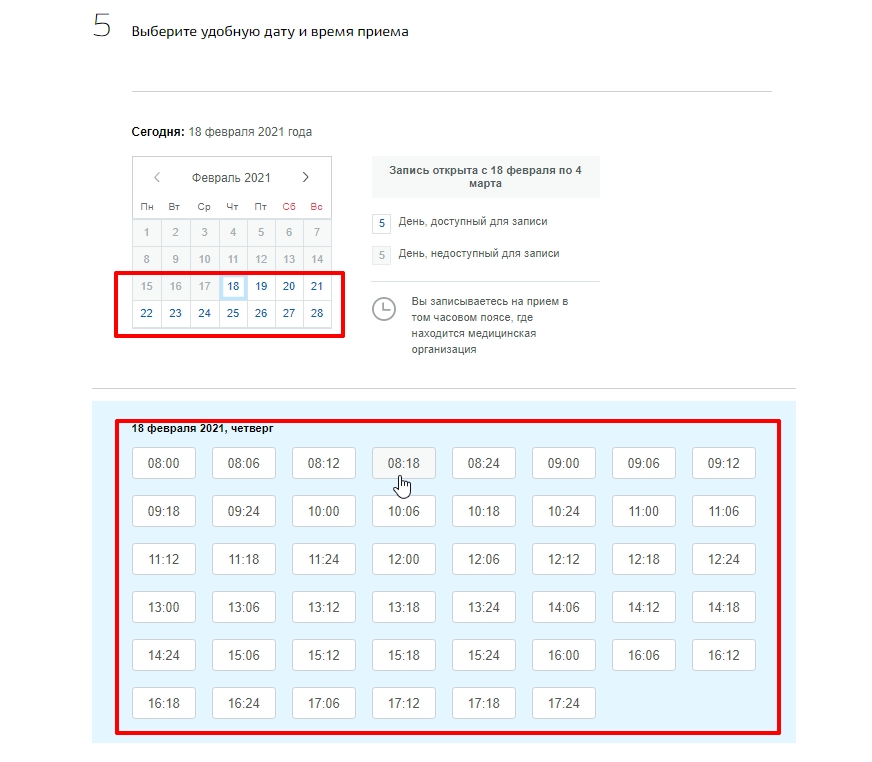 5
Выберите удобную дату и время приема
Сегодня: 18 февраля 2021 года
Февраль 2021
Пн Вт Ср Чт Пт Сб Вс
1 2 3 4 5 6 7
8 9 10 11 12 13 14
15 16 17 18 19 20 21
22 23 24 25 26 27 28
Запись открыта с 18 февраля по 4
марта
5 День, доступный для записи
5 День, недоступный для записи
Вы записываетесь на прием в
том часовом поясе, где
находится медицинская
организация
18 февраля 2021, четверг
08:00 08:06 08:12 08:18 08:24 09:00 09:06 09:12
09:18 09:24 10:00 10:06 10:18 10:24 11:00 11:06
11:12 11:18 11:24 12:00 12:06 12:12 12:18 12:24
13:00 13:06 13:12 13:18 13:24 14:06 14:12 14:18
14:24 15:06 15:12 15:18 15:24 16:00 16:06 16:12
16:18 16:24 17:06 17:12 17:18 17:24